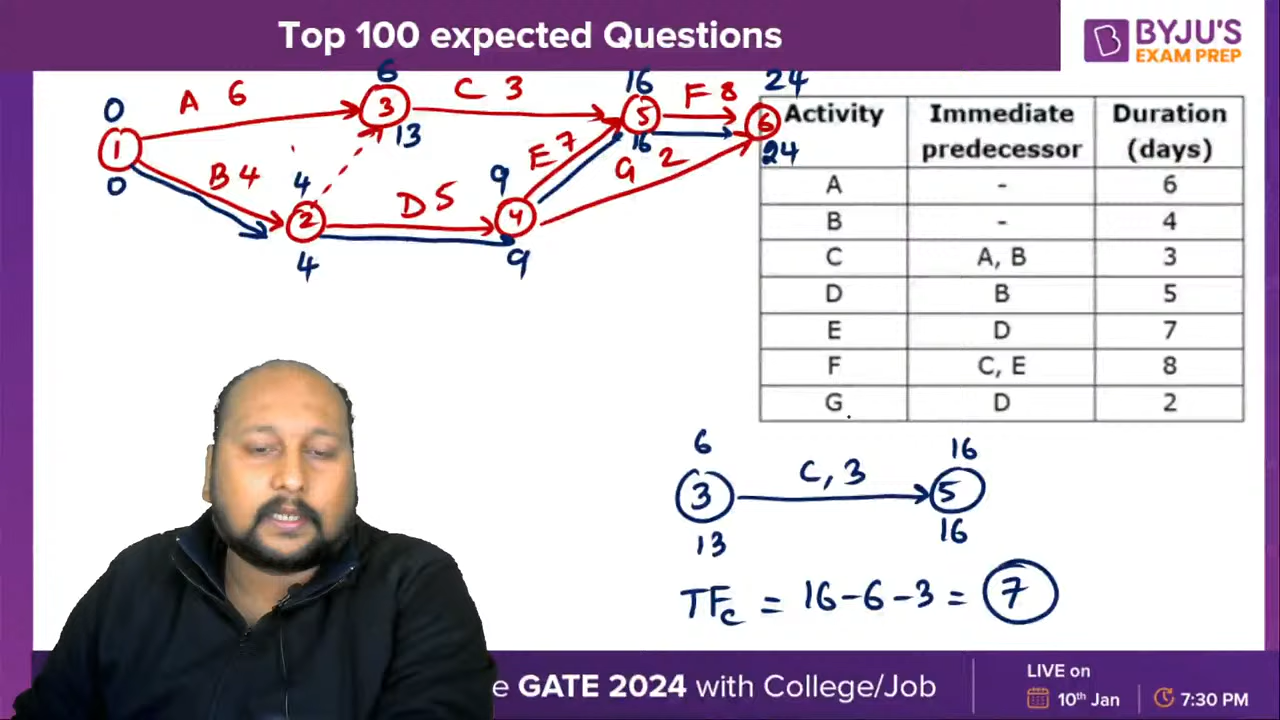 Top 100 expected Questions
BYJU'S
EXAM PREP
0
A 6
6
3
13
C 3
16
5
16
F 8
24
6
24
1
0
B 4
4
2
4
D 5
9
4
9
E 7
G 2
Activity Immediate predecessor Duration (days)
A - 6
B - 4
C A, B 3
D B 5
E D 7
F C, E 8
G D 2
6 16
3 C, 3 5
13 16
TFc = 16-6-3 = 7
e GATE 2024 with College/Job
LIVE on
10th Jan 7:30 PM